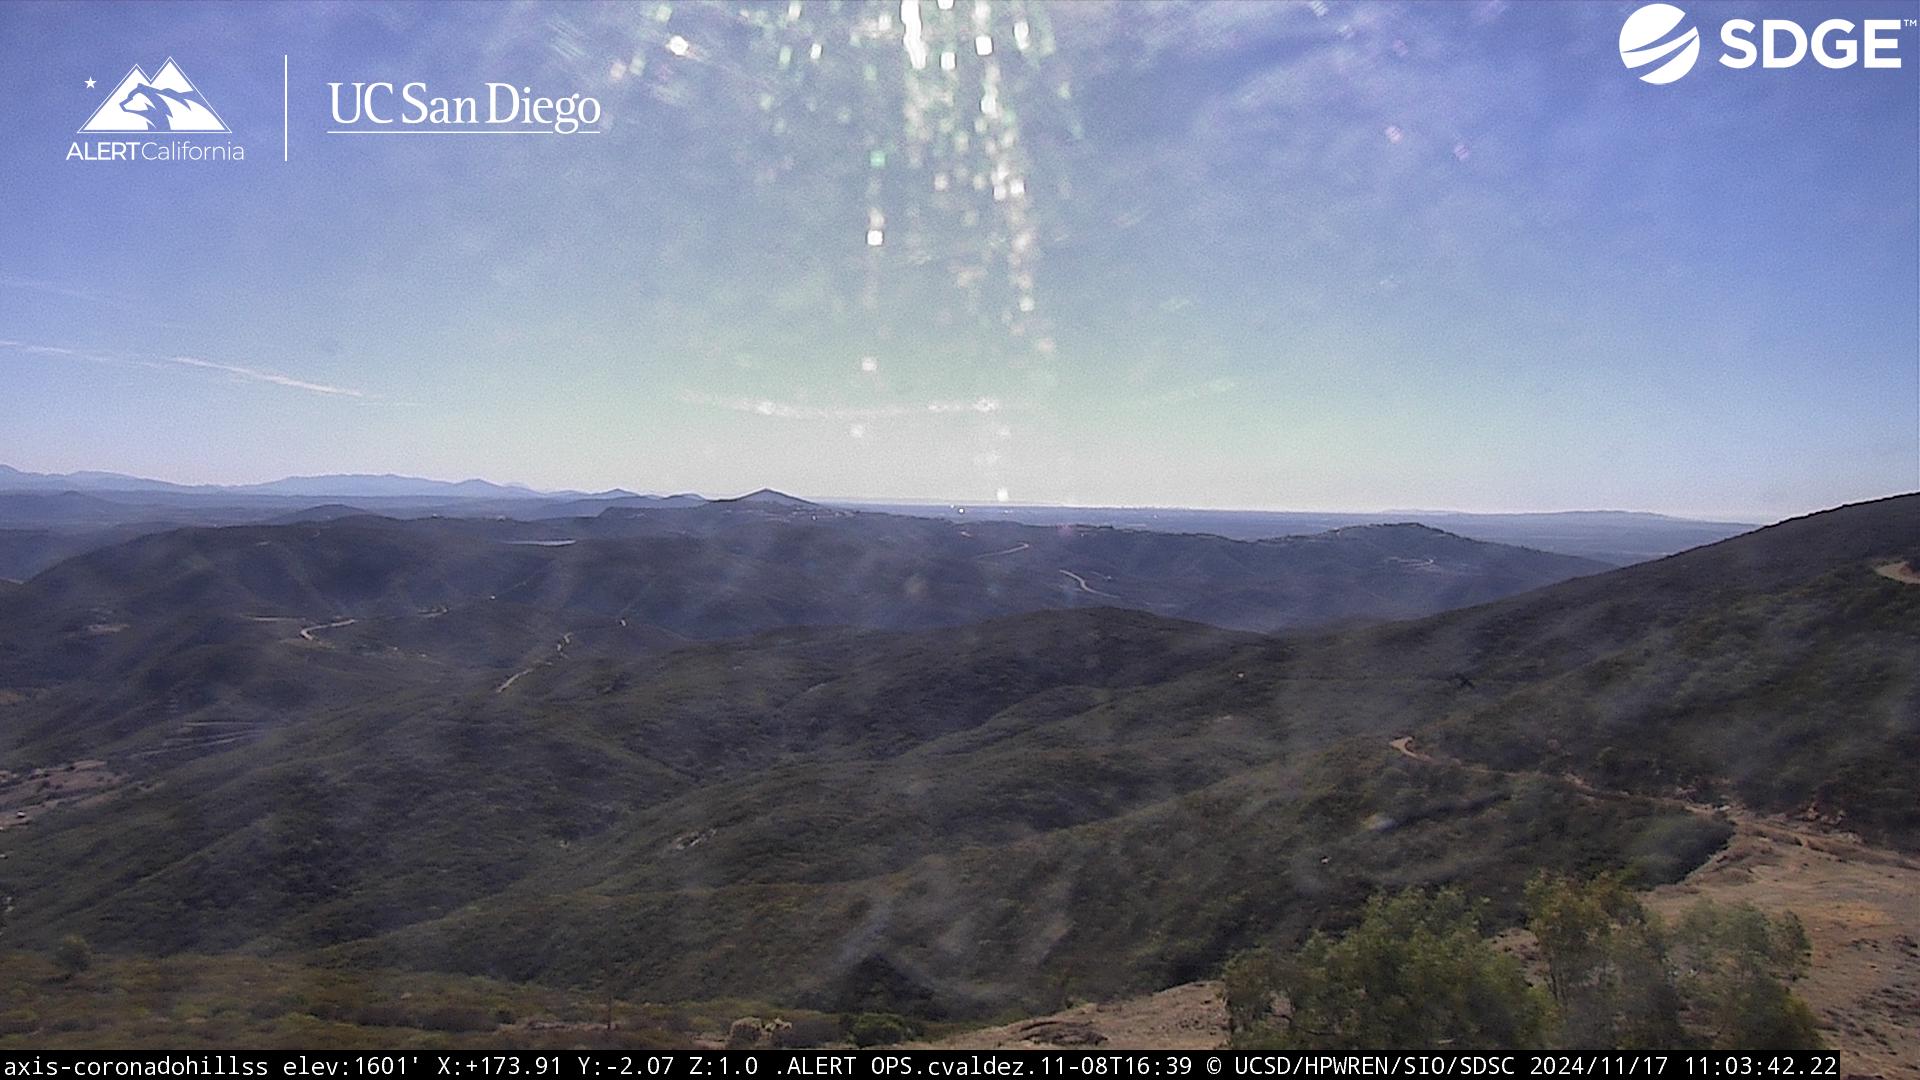 ALERTCalifornia
UC San Diego
SDGE™
axis-coronadohillss elev:1601' X:+173.91 Y:-2.07 Z:1.0 .ALERT OPS.cvaldez.11-08T16:39 © UCSD/HPWREN/SIO/SDSC 2024/11/17 11:03:42.22